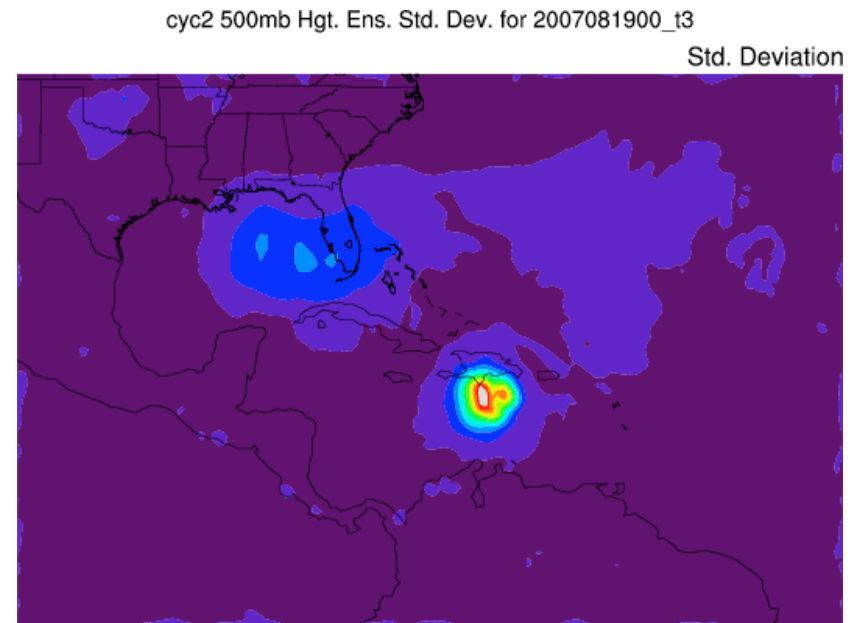 cyc2 500mb Hgt. Ens. Std. Dev. for 2007081900_t3
Std. Deviation